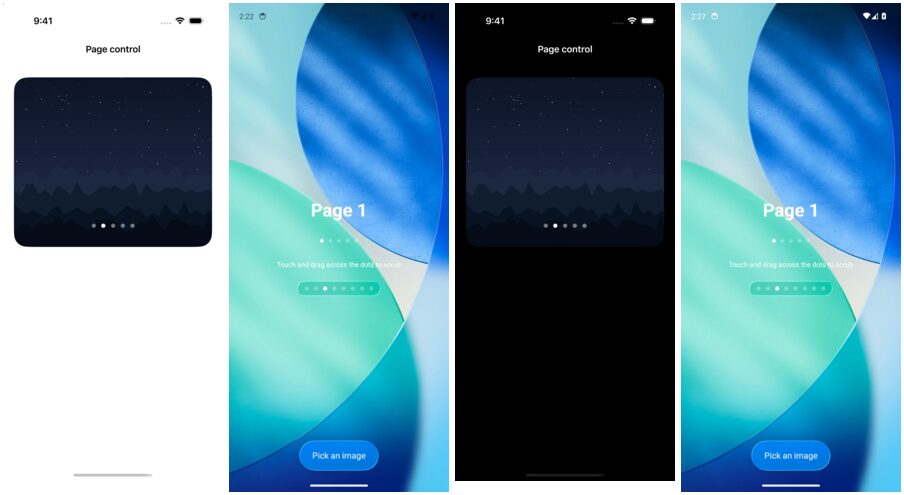 9:41
Page control
2:22
Page 1
Touch and drag across the dots to scrub
Pick an image
9:41
Page control
2:27
Page 1
Touch and drag across the dots to scrub
Pick an image